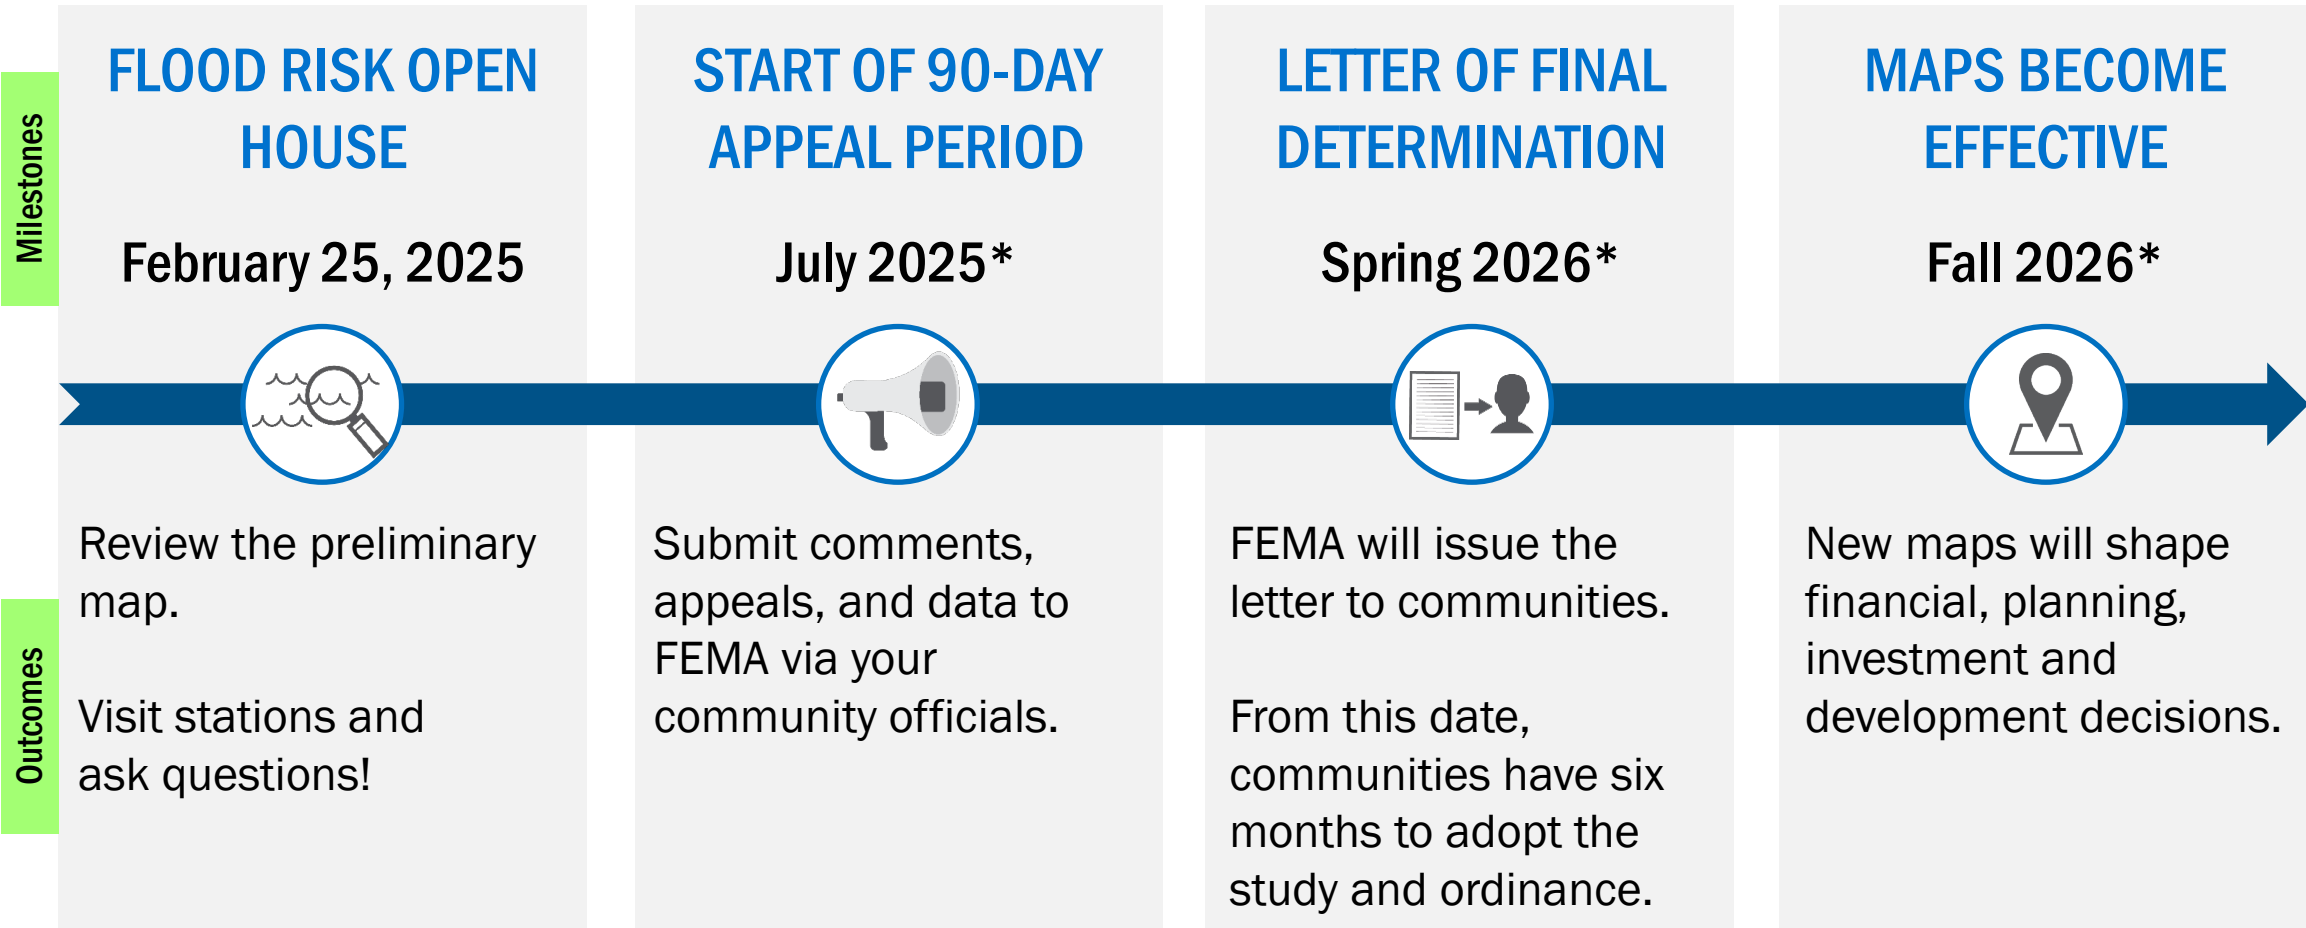 Milestones
FLOOD RISK OPEN
HOUSE
February 25, 2025
START OF 90-DAY
APPEAL PERIOD
July 2025*
LETTER OF FINAL
DETERMINATION
Spring 2026*
MAPS BECOME
EFFECTIVE
Fall 2026*
Outcomes
Review the preliminary
map.
Visit stations and
ask questions!
Submit comments,
appeals, and data to
FEMA via your
community officials.
FEMA will issue the
letter to communities.
From this date,
communities have six
months to adopt the
study and ordinance.
New maps will shape
financial, planning,
investment and
development decisions.